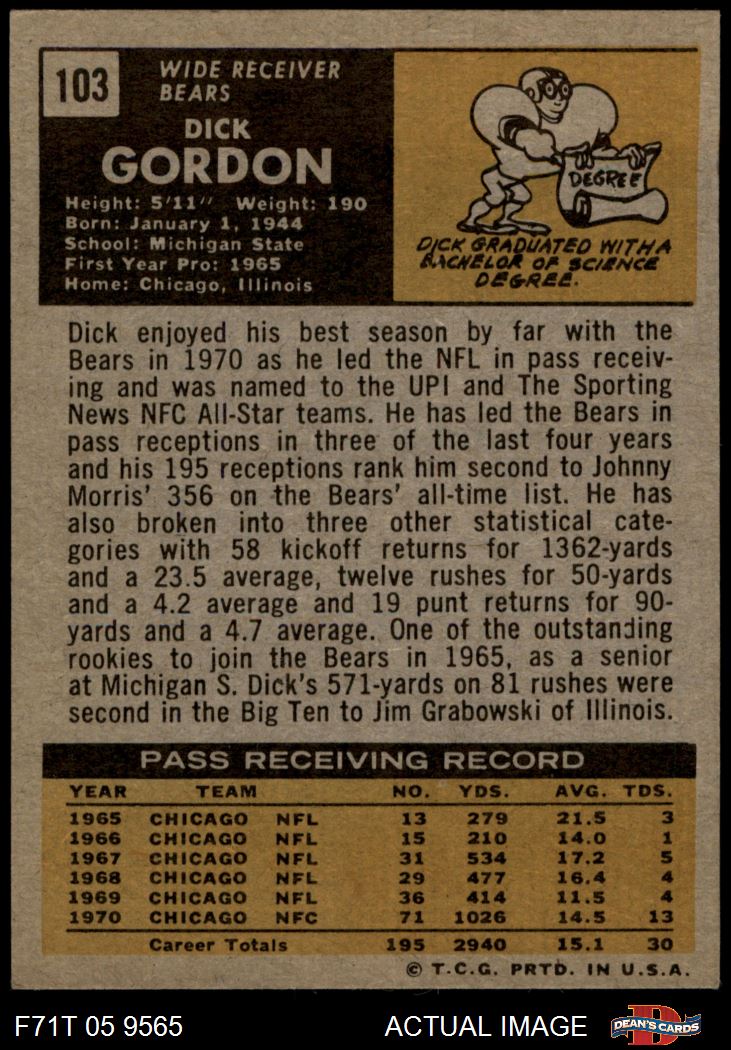 103
WIDE RECEIVER
BEARS
DICK
GORDON
Height: 5'11" Weight: 190
Born: January 1, 1944
School: Michigan State
First Year Pro: 1965
Home: Chicago, Illinois
DEGREE
DICK GRADUATED WITH A
BACHELOR OF SCIENCE
DEGREE.
Dick enjoyed his best season by far with the
Bears in 1970 as he led the NFL in pass receiv-
ing and was named to the UPI and The Sporting
News NFC All-Star teams. He has led the Bears in
pass receptions in three of the last four years
and his 195 receptions rank him second to Johnny
Morris' 356 on the Bears' all-time list. He has
also broken into three other statistical cate-
gories with 58 kickoff returns for 1362-yards
and a 23.5 average, twelve rushes for 50-yards
and a 4.2 average and 19 punt returns for 90-
yards and a 4.7 average. One of the outstanding
rookies to join the Bears in 1965, as a senior
at Michigan S. Dick's 571-yards on 81 rushes were
second in the Big Ten to Jim Grabowski of Illinois.
PASS RECEIVING RECORD
YEAR TEAM NO. YDS. AVG. TDS.
1965 CHICAGO NFL 13 279 21.5 3
1966 CHICAGO NFL 15 210 14.0 1
1967 CHICAGO NFL 31 534 17.2 5
1968 CHICAGO NFL 29 477 16.4 4
1969 CHICAGO NFL 36 414 11.5 4
1970 CHICAGO NFC 71 1026 14.5 13
Career Totals 195 2940 15.1 30
© T.C.G. PRTD. IN U.S.A.
F71T 05 9565 ACTUAL IMAGE D DEAN'S CARDS